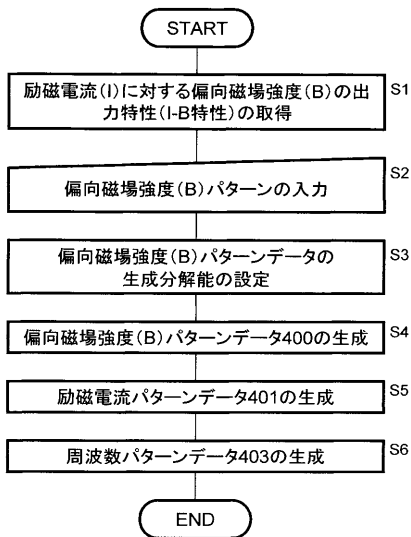 START
励磁電流(I)に対する偏向磁場強度(B)の出
力特性(I-B特性)の取得
S1
偏向磁場強度(B)パターンの入力
S2
偏向磁場強度(B)パターンデータの
生成分解能の設定
S3
偏向磁場強度(B)パターンデータ400の生成
S4
励磁電流パターンデータ401の生成
S5
周波数パターンデータ403の生成
S6
END